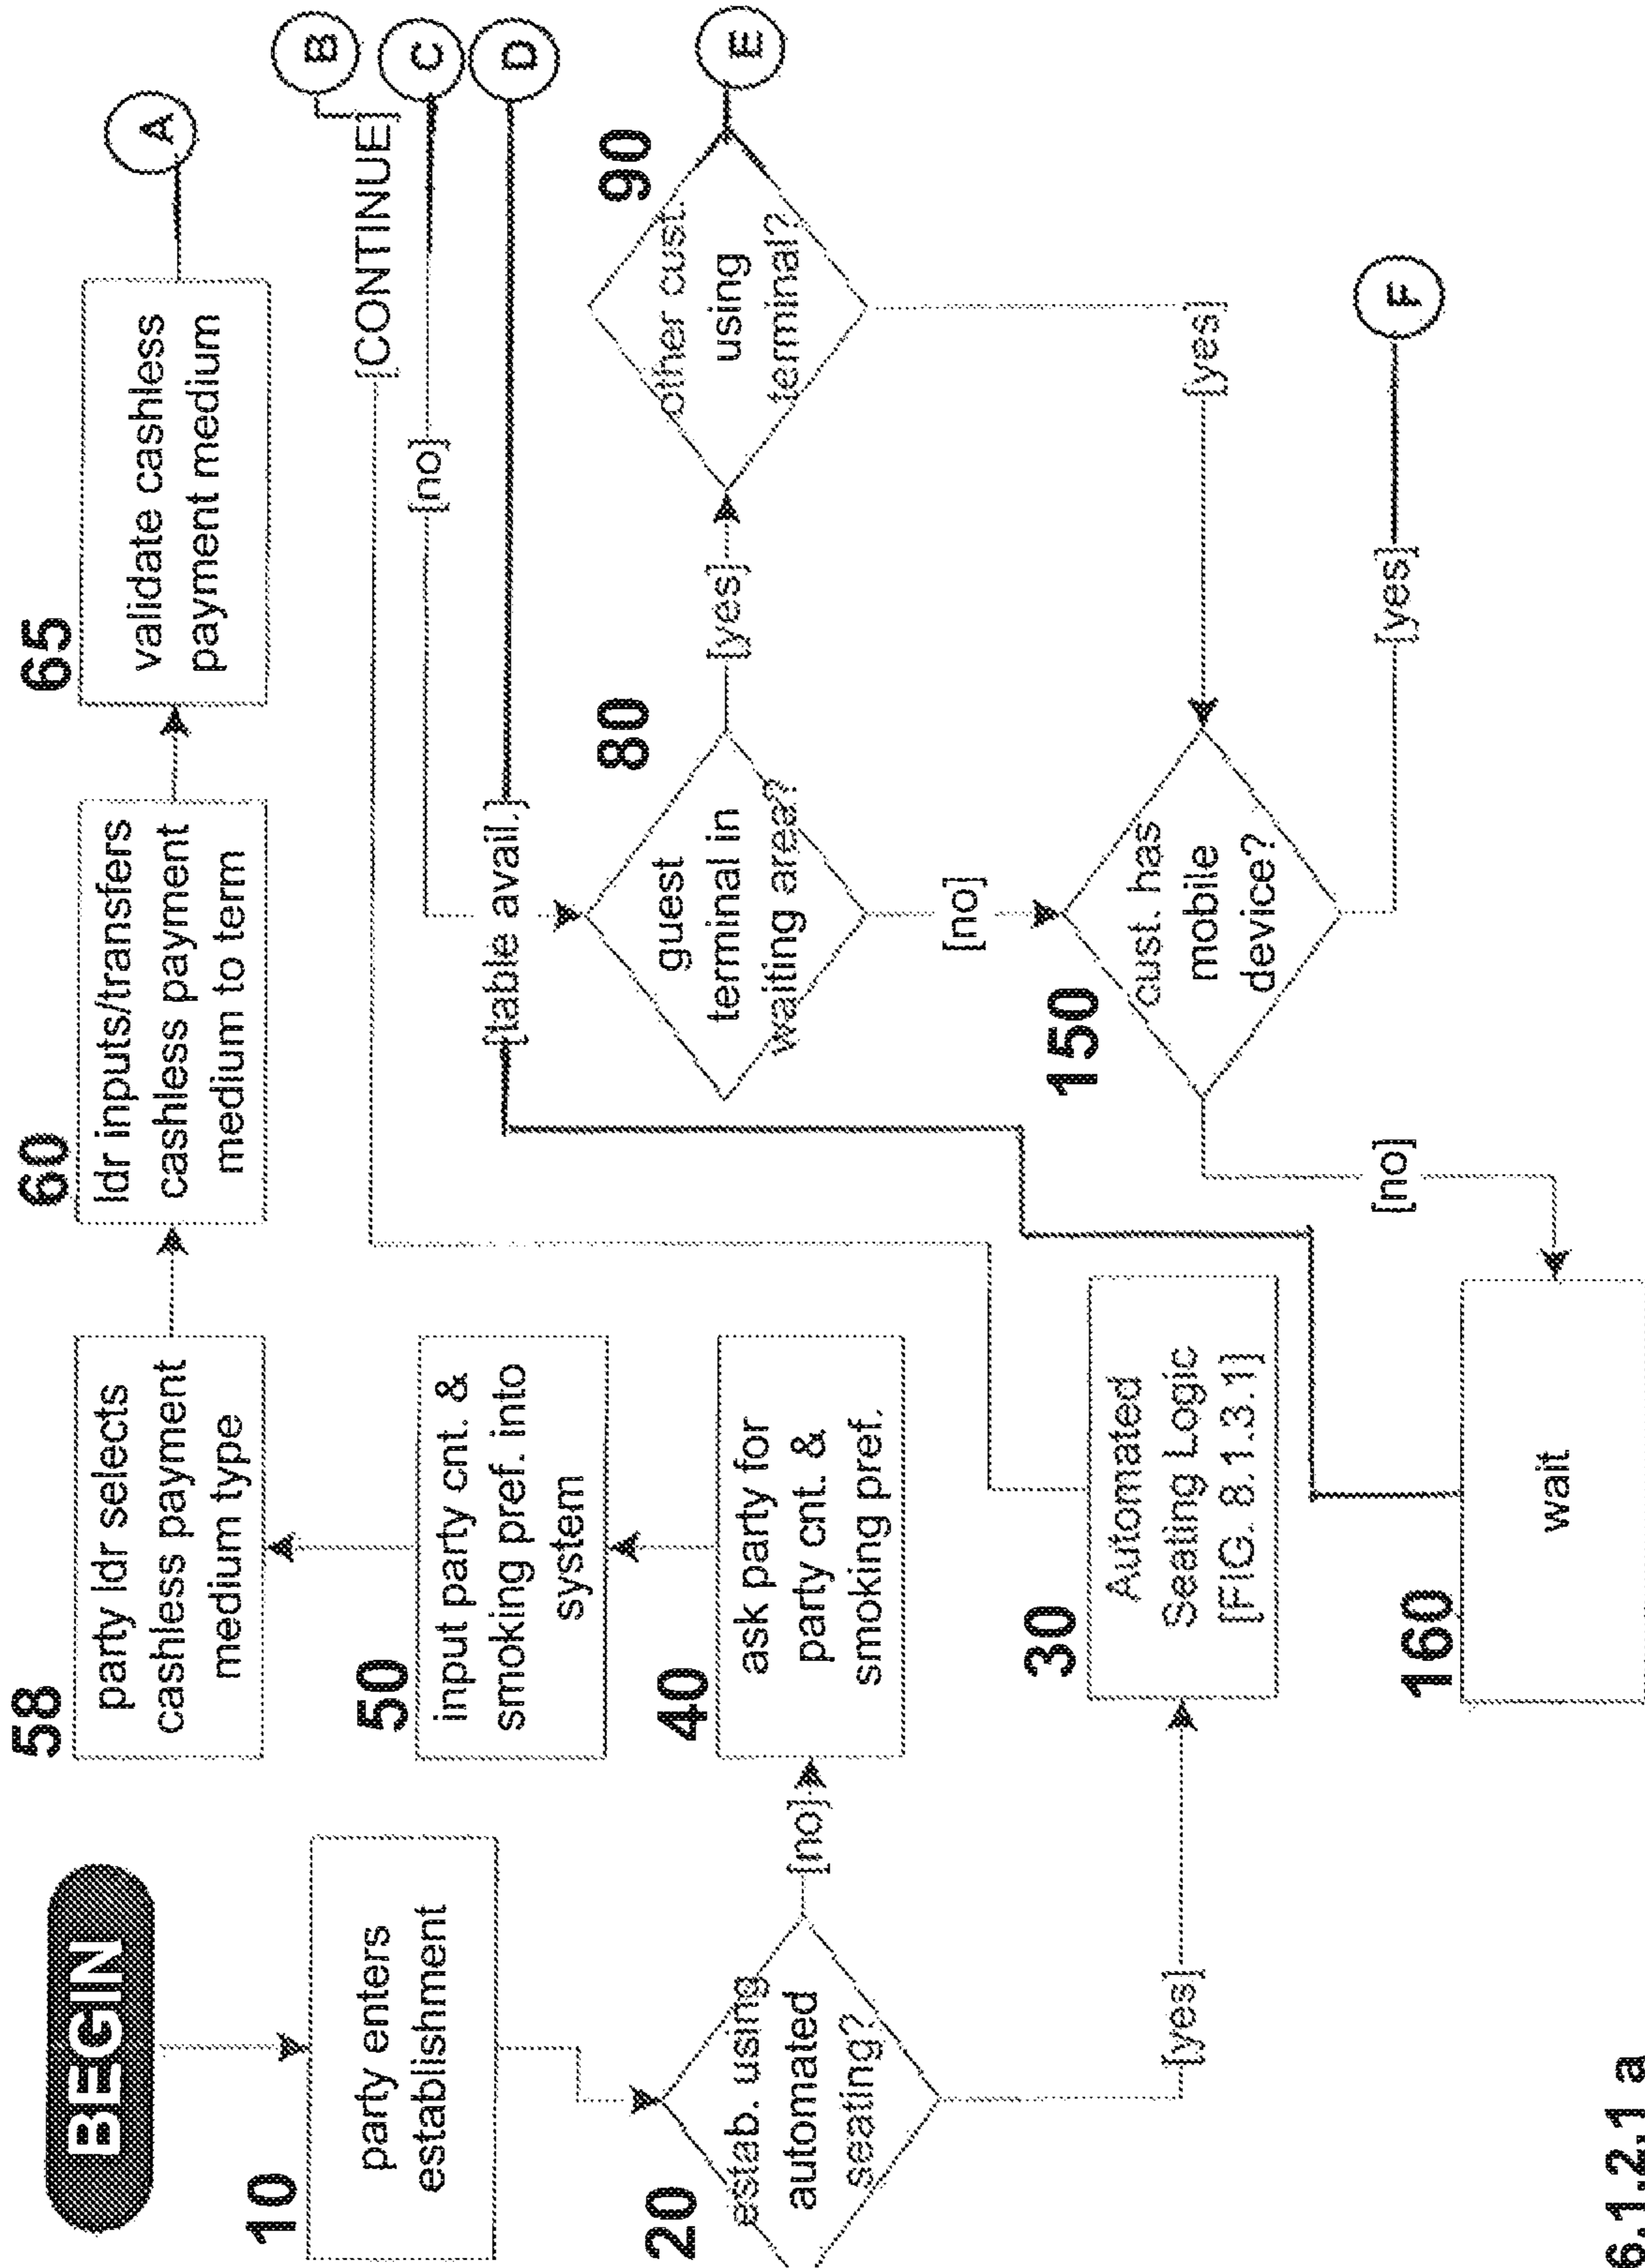 BEGIN
10
party enters
establishment
20
estab. using
automated
seating?
[no]
[yes]
58
party ldr selects
cashless payment
medium type
50
input party cnt. &
smoking pref. into
system
40
ask party for
party cnt. &
smoking pref.
30
Automated
Seating Logic
[FIG. 8.1.3.1]
160
wait
60
ldr inputs/transfers
cashless payment
medium to term
65
validate cashless
payment medium
A
B
[CONTINUE]
C
[no]
D
[table avail.]
80
guest
terminal in
waiting area?
[yes]
90
other cust.
using
terminal?
E
[no]
[yes]
150
cust. has
mobile
device?
[no]
[yes]
F
6.1.2.1a